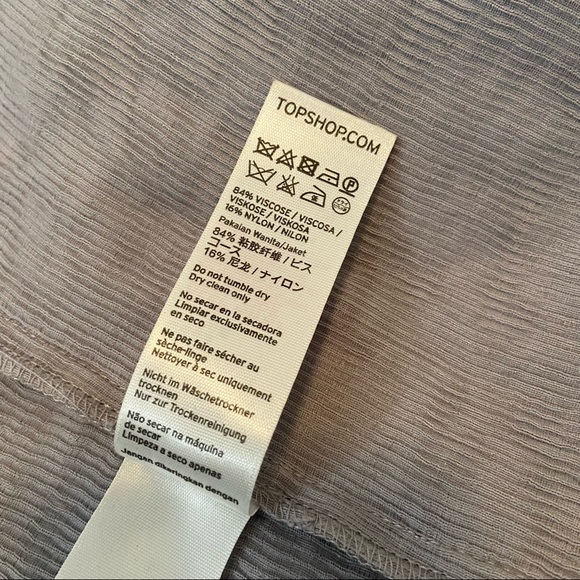 TOPSHOP.COM
84% VISCOSE / VISCOSA /
VISKOSE / VISKOSA
16% NYLON / NILON
Pakaian Wanita/Jaket
84% 粘胶纤维 / ビス
コース
16% 尼龙 / ナイロン
Do not tumble dry
Dry clean only
No secar en la secadora
Limpiar exclusivamente
en seco
Ne pas faire sécher au
sèche-linge
Nettoyer à sec uniquement
Nicht im Wäschetrockner
trocknen
Nur zur Trockenreinigung
Não secar na máquina
de secar
Limpeza a seco apenas
Jangan dikeringkan dengan